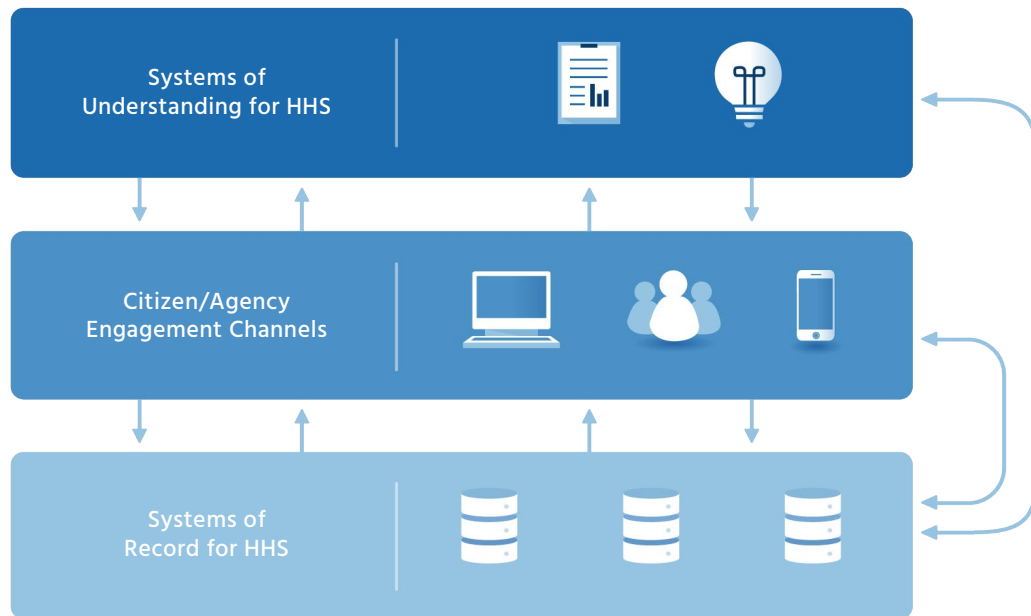 Systems of
Understanding for HHS
Citizen/Agency
Engagement Channels
Systems of
Record for HHS